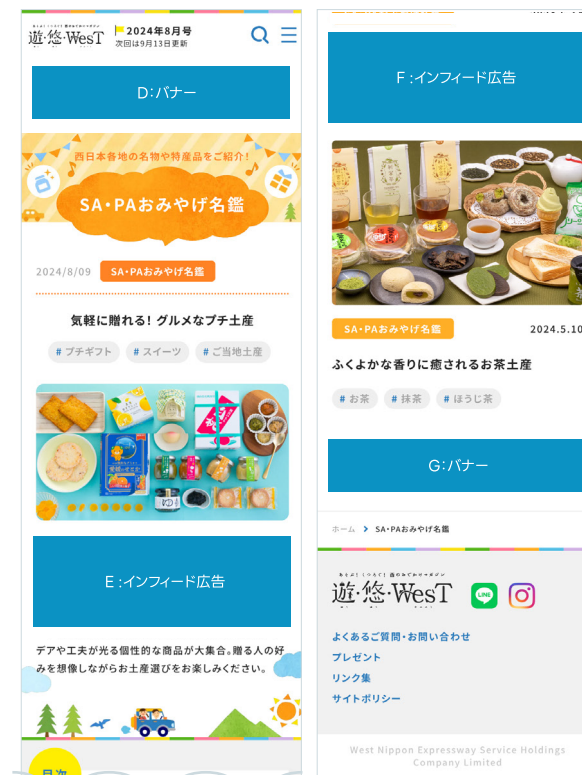 遊・悠・WesT
2024年8月号
次回は9月13日更新
D:バナー
西日本各地の名物や特産品をご紹介!
SA・PAおみやげ名鑑
2024/8/09
SA・PAおみやげ名鑑
気軽に贈れる! グルメなプチ土産
# プチギフト
# スイーツ
# ご当地土産
E:インフィード広告
デアや工夫が光る個性的な商品が大集合。贈る人の好
みを想像しながらお土産選びをお楽しみください。
目次
F:インフィード広告
SA・PAおみやげ名鑑
2024.5.10
ふくよかな香りに癒されるお茶土産
# お茶
# 抹茶
# ほうじ茶
G:バナー
ホーム > SA・PAおみやげ名鑑
遊・悠・WesT
LINE
よくあるご質問・お問い合わせ
プレゼント
リンク集
サイトポリシー
West Nippon Expressway Service Holdings
Company Limited